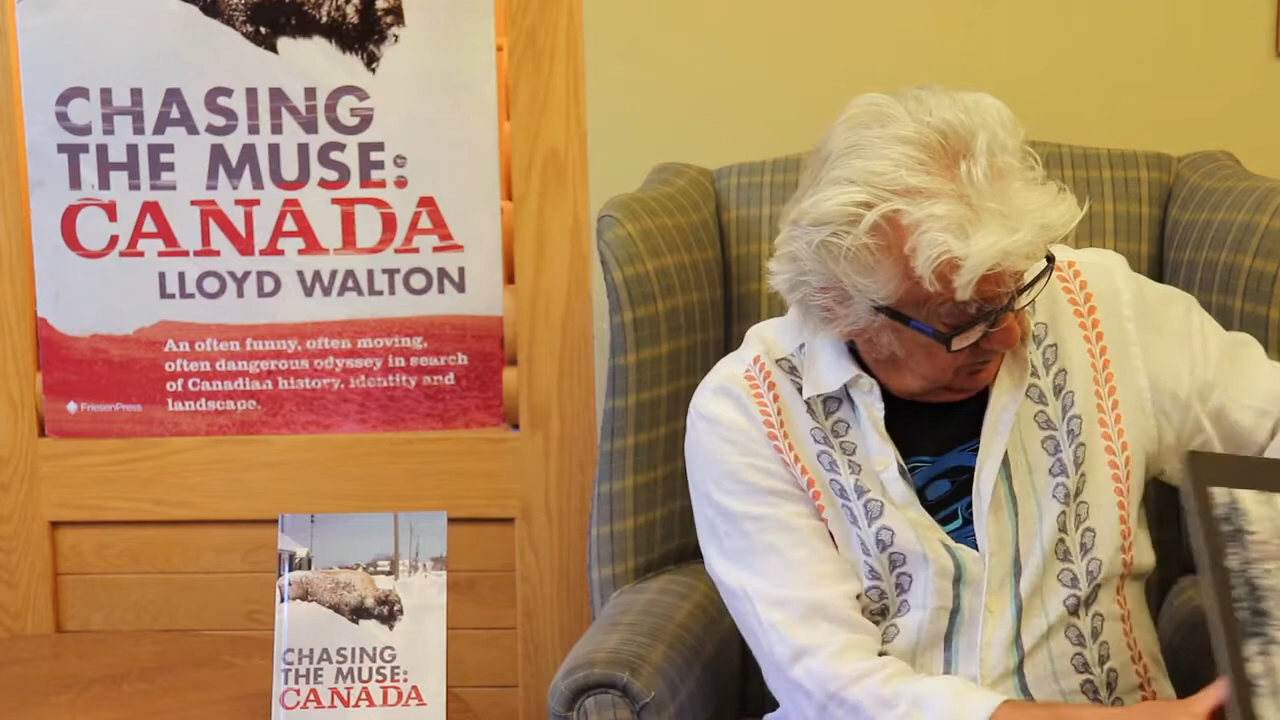 CHASING
THE MUSE:
CANADA
LLOYD WALTON
An often funny, often moving,
often dangerous odyssey in search
of Canadian history, identity and
landscape.
FriesenPress
CHASING
THE MUSE:
CANADA